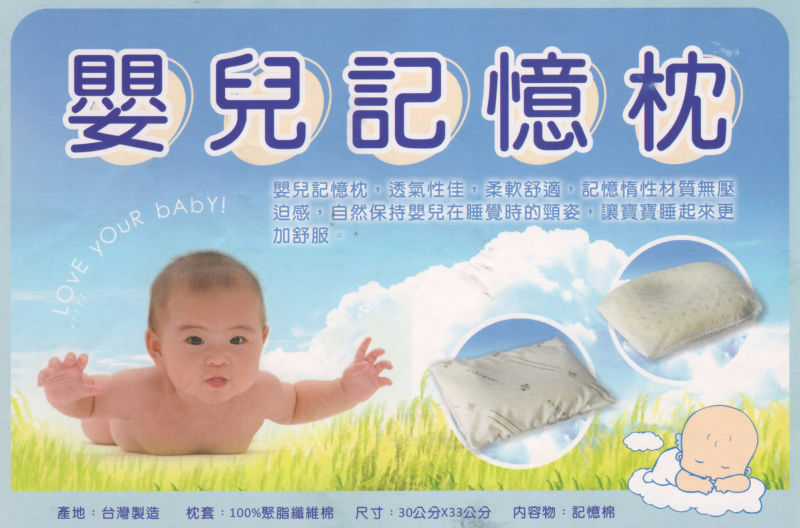 嬰兒記憶枕
嬰兒記憶枕，透氣性佳，柔軟舒適，記憶惰性材質無壓
迫感，自然保持嬰兒在睡覺時的頸姿，讓寶寶睡起來更
加舒服。
LOVE yOUR bAbY!
產地：台灣製造 枕套：100%聚脂纖維棉 尺寸：30公分X33公分 內容物：記憶棉